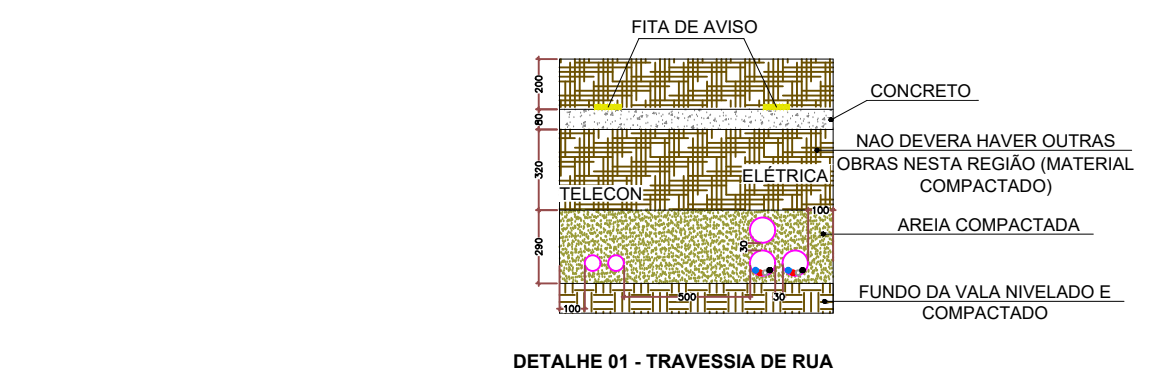 FITA DE AVISO
200
CONCRETO
80
NAO DEVERA HAVER OUTRAS
OBRAS NESTA REGIÃO (MATERIAL
COMPACTADO)
320
ELÉTRICA
TELECON
100
AREIA COMPACTADA
290
30
500
30
100
FUNDO DA VALA NIVELADO E
COMPACTADO
DETALHE 01 - TRAVESSIA DE RUA